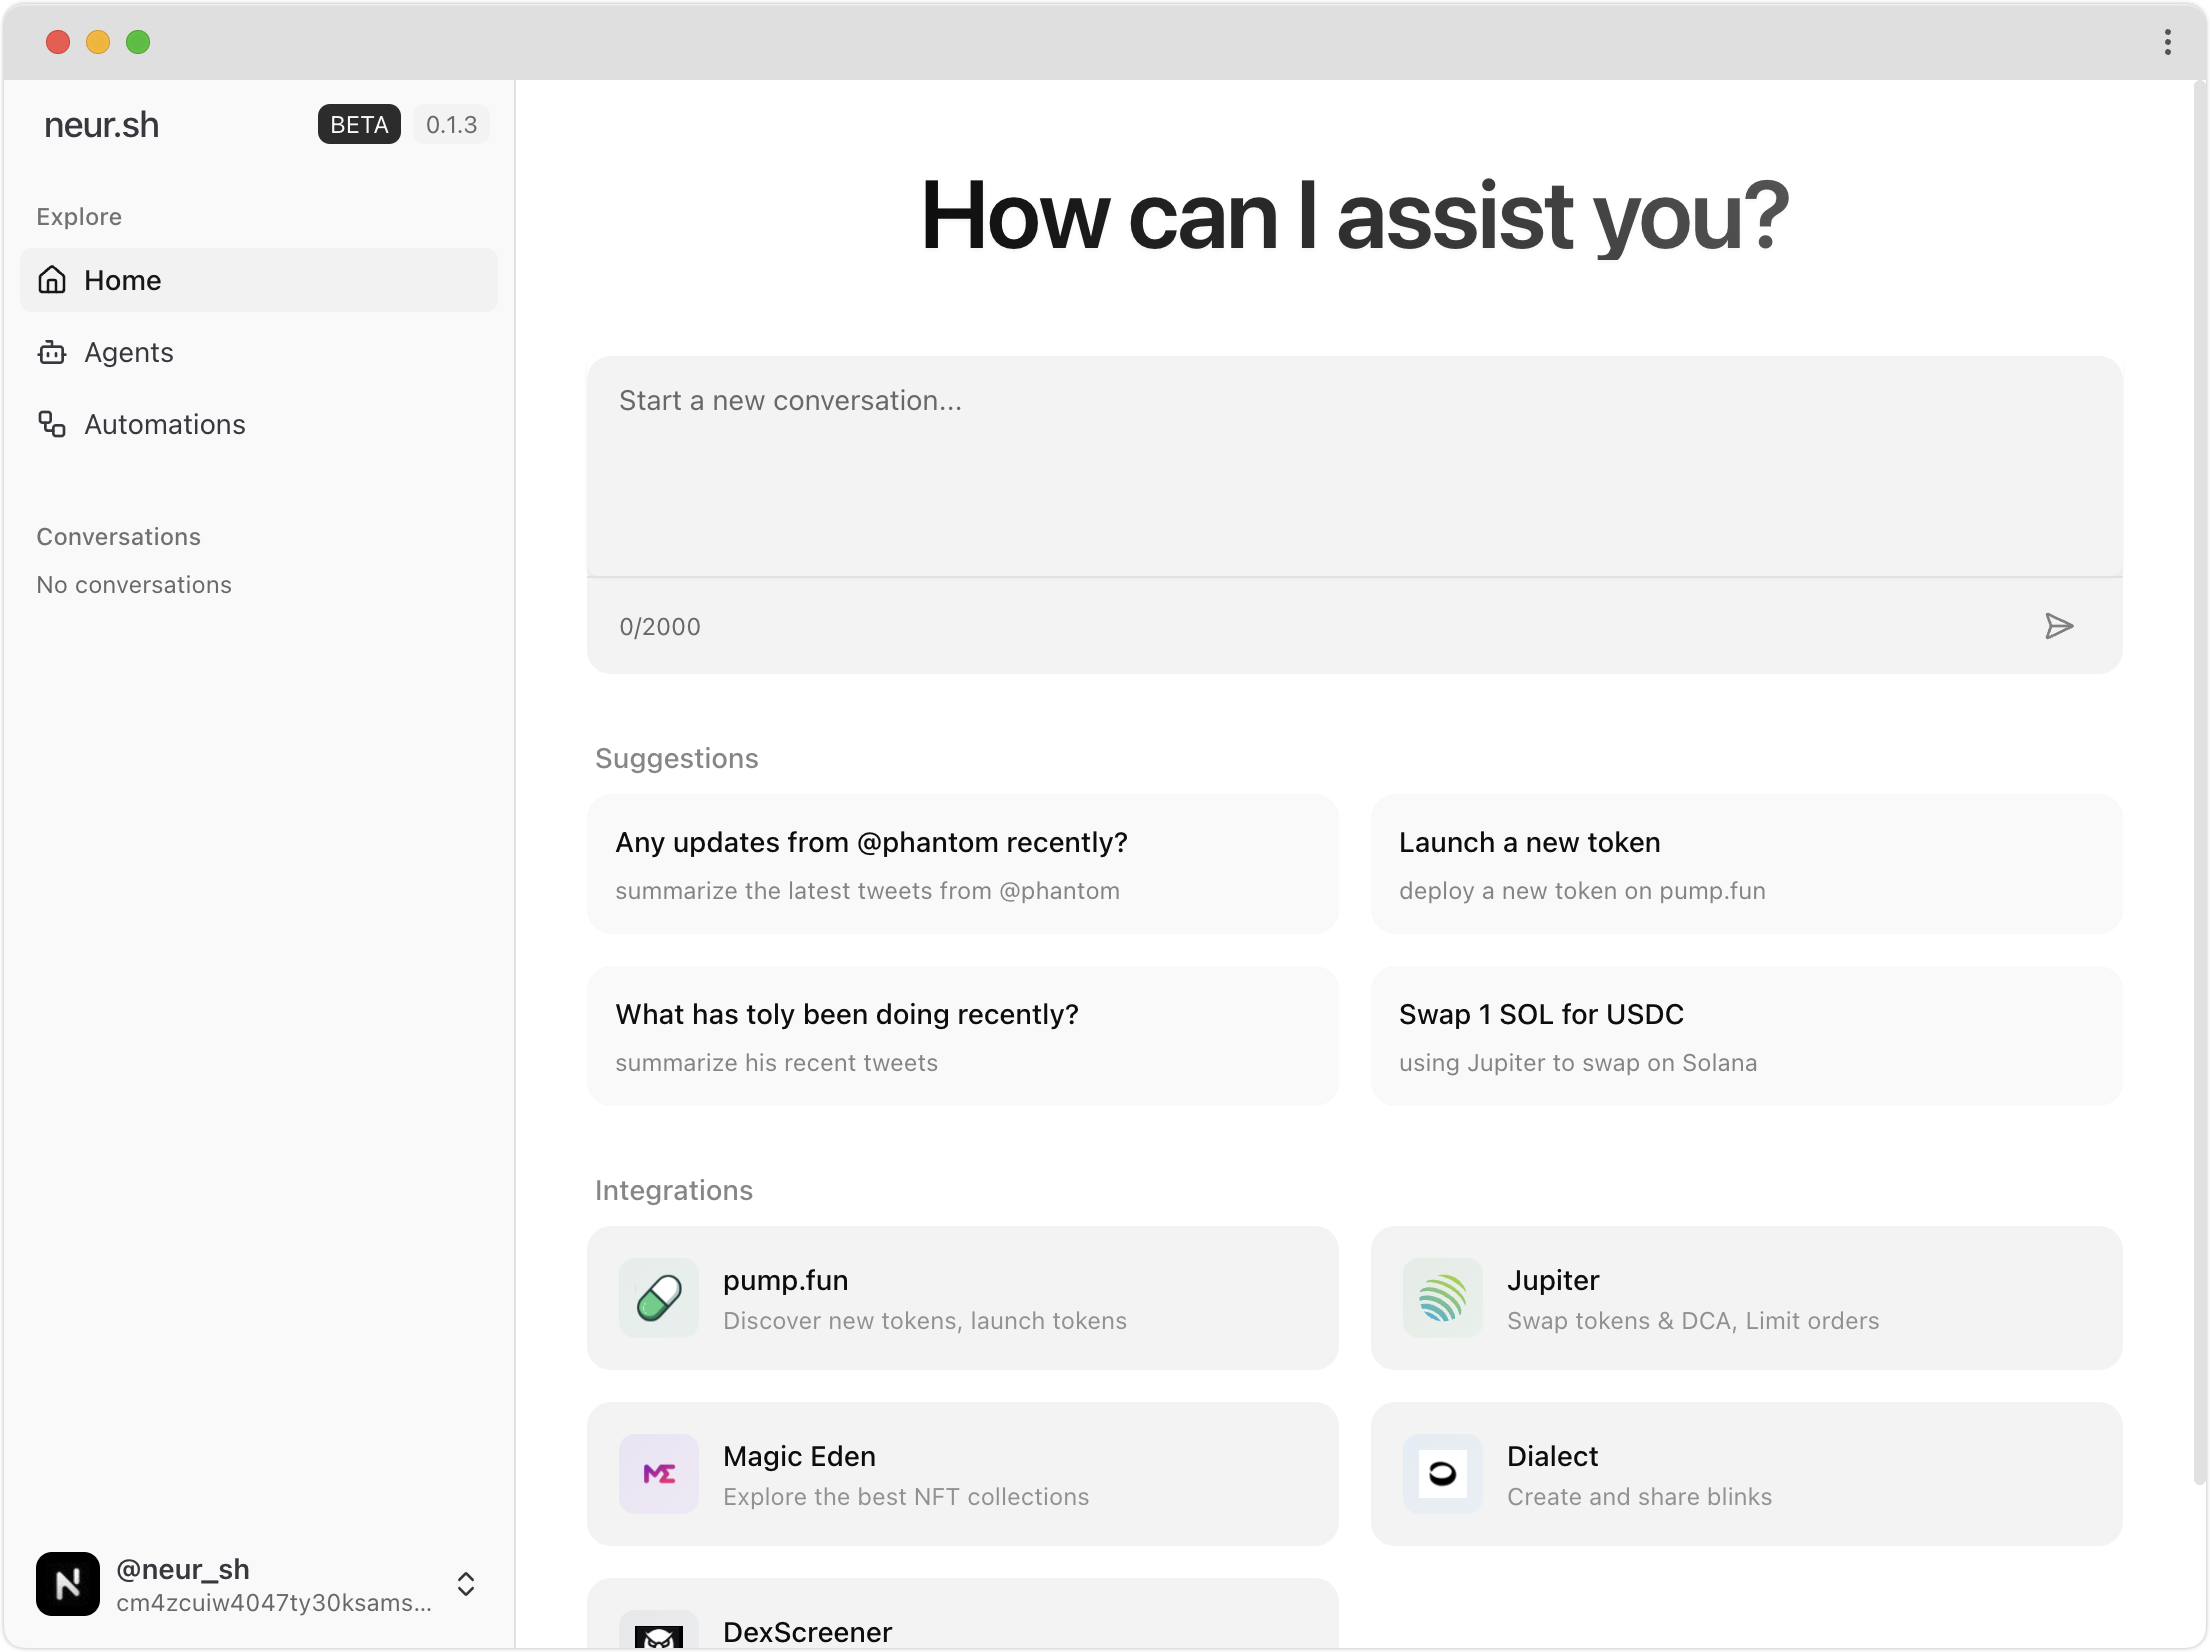 neur.sh
BETA
0.1.3
Explore
Home
Agents
Automations
Conversations
No conversations
@neur_sh
cm4zcuiw4047ty30ksams...
How can I assist you?
Start a new conversation...
0/2000
Suggestions
Any updates from @phantom recently?
summarize the latest tweets from @phantom
Launch a new token
deploy a new token on pump.fun
What has toly been doing recently?
summarize his recent tweets
Swap 1 SOL for USDC
using Jupiter to swap on Solana
Integrations
pump.fun
Discover new tokens, launch tokens
Jupiter
Swap tokens & DCA, Limit orders
ME
Magic Eden
Explore the best NFT collections
Dialect
Create and share blinks
DexScreener